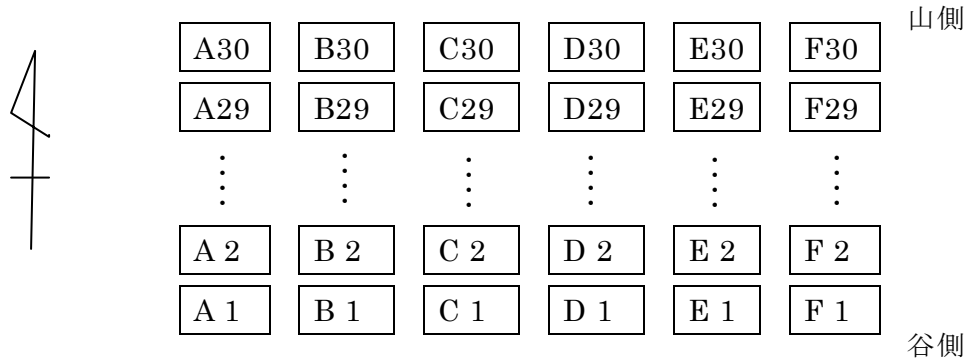 山側
A30 B30 C30 D30 E30 F30
A29 B29 C29 D29 E29 F29
A 2 B 2 C 2 D 2 E 2 F 2
A 1 B 1 C 1 D 1 E 1 F 1
谷側